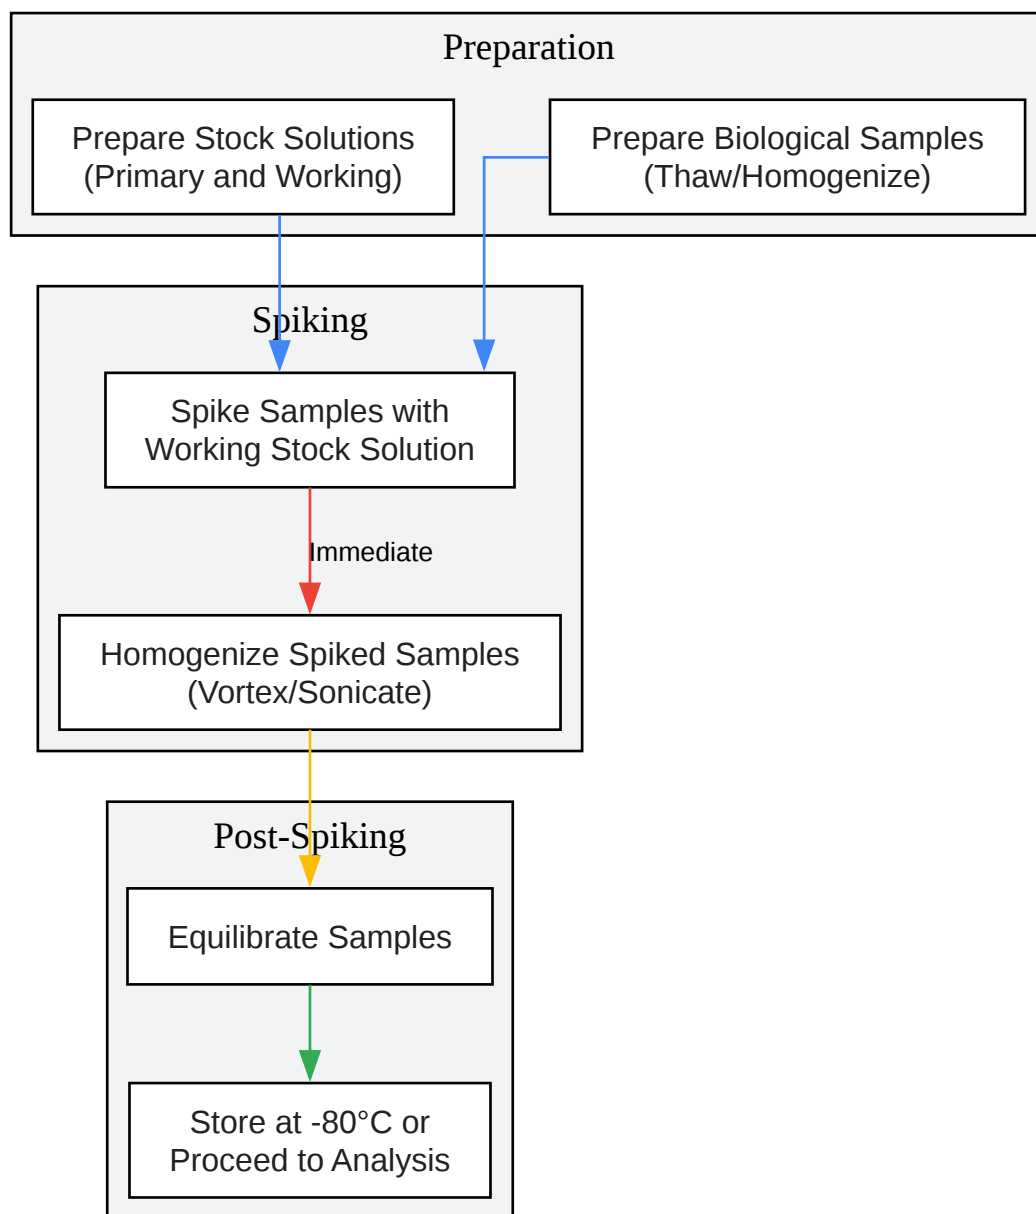 Preparation
Prepare Stock Solutions
(Primary and Working)
Prepare Biological Samples
(Thaw/Homogenize)
Spiking
Spike Samples with
Working Stock Solution
Immediate
Homogenize Spiked Samples
(Vortex/Sonicate)
Post-Spiking
Equilibrate Samples
Store at -80°C or
Proceed to Analysis